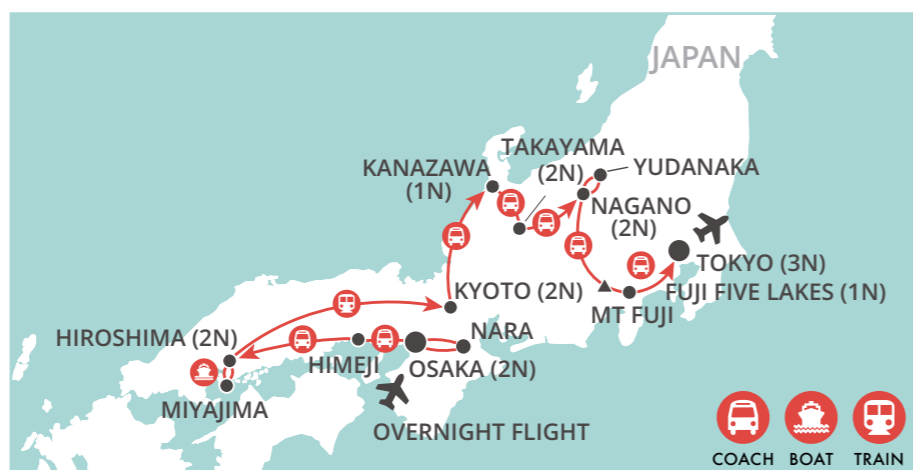 JAPAN
TAKAYAMA
(2N)
YUDANAKA
KANAZAWA
(1N)
NAGANO
(2N)
TOKYO (3N)
FUJI FIVE LAKES (1N)
MT FUJI
KYOTO (2N)
HIROSHIMA (2N)
NARA
HIMEJI
OSAKA (2N)
MIYAJIMA
OVERNIGHT FLIGHT
COACH
BOAT
TRAIN